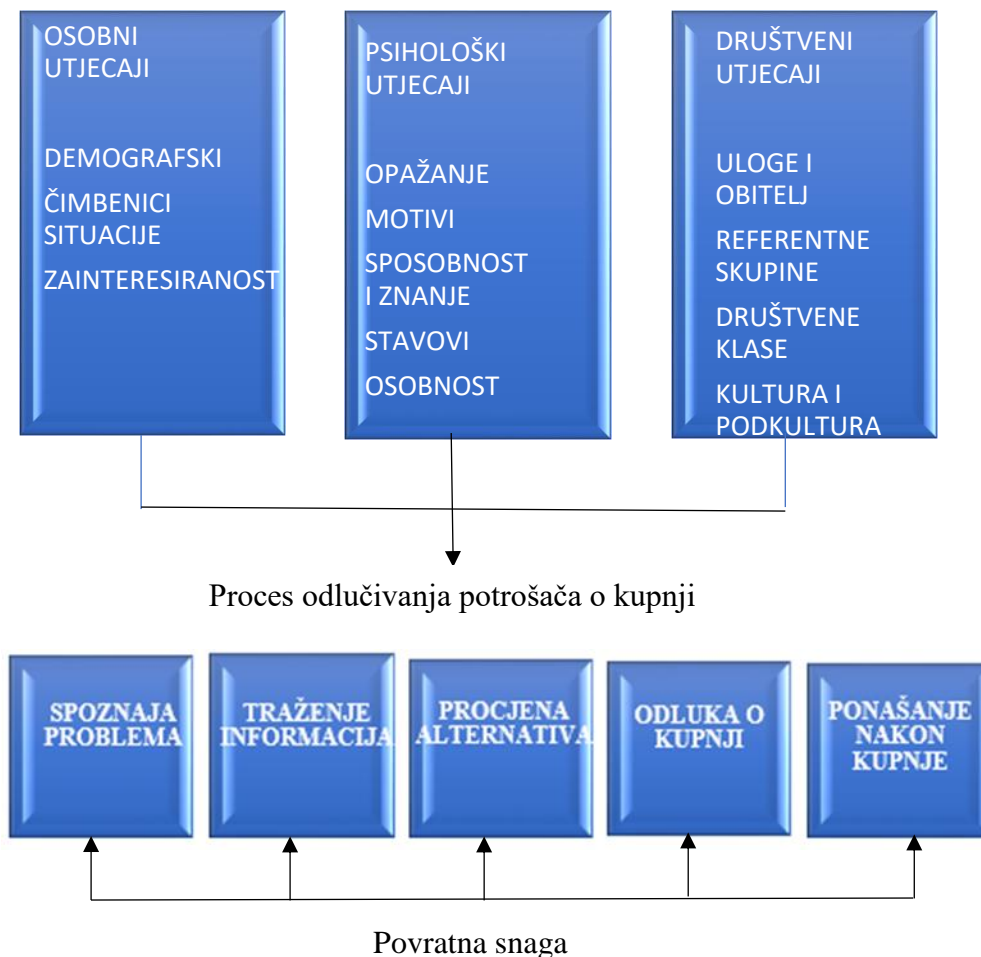 OSOBNI
UTJECAJI
DEMOGRAFSKI
ČIMBENICI
SITUACIJE
ZAINTERESIRANOST
PSIHOLOŠKI
UTJECAJI
OPAŽANJE
MOTIVI
SPOSOBNOST
I ZNANJE
STAVOVI
OSOBNOST
DRUŠTVENI
UTJECAJI
ULOGE I
OBITELJ
REFERENTNE
SKUPINE
DRUŠTVENE
KLASE
KULTURA I
PODKULTURA
Proces odlučivanja potrošača o kupnji
SPOZNAJA
PROBLEMA
TRAŽENJE
INFORMACIJA
PROCJENA
ALTERNATIVA
ODLUKA O
KUPNJI
PONAŠANJE
NAKON
KUPNJE
Povratna snaga